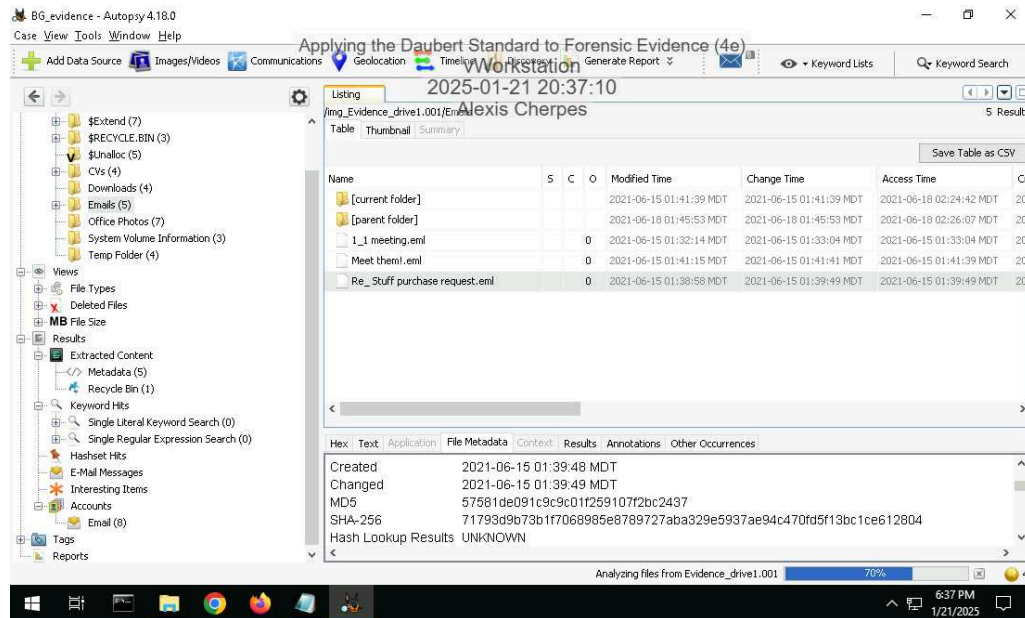 BG_evidence - Autopsy 4.18.0
Case View Tools Window Help
Applying the Daubert Standard to Forensic Evidence (4e)
Add Data Source Images/Videos Communications Geolocation Timeline Discovery Generate Report Keyword Lists Keyword Search
vWorkstation
2025-01-21 20:37:10
Alexis Cherpes
Listing
/img_Evidence_drive1.001/Emails
5 Result
Table Thumbnail Summary
Save Table as CSV
$Extend (7)
$RECYCLE.BIN (3)
$Unalloc (5)
CVs (4)
Downloads (4)
Emails (5)
Office Photos (7)
System Volume Information (3)
Temp Folder (4)
Views
File Types
Deleted Files
MB File Size
Results
Extracted Content
Metadata (5)
Recycle Bin (1)
Keyword Hits
Single Literal Keyword Search (0)
Single Regular Expression Search (0)
Hashset Hits
E-Mail Messages
Interesting Items
Accounts
Email (8)
Tags
Reports
Name S C O Modified Time Change Time Access Time C
[current folder] 2021-06-15 01:41:39 MDT 2021-06-15 01:41:39 MDT 2021-06-18 02:24:42 MDT 20
[parent folder] 2021-06-18 01:45:53 MDT 2021-06-18 01:45:53 MDT 2021-06-18 02:26:07 MDT 20
1_1 meeting.eml 0 2021-06-15 01:32:14 MDT 2021-06-15 01:33:04 MDT 2021-06-15 01:33:04 MDT 20
Meet them!.eml 0 2021-06-15 01:41:15 MDT 2021-06-15 01:41:41 MDT 2021-06-15 01:41:39 MDT 20
Re_ Stuff purchase request.eml 0 2021-06-15 01:38:58 MDT 2021-06-15 01:39:49 MDT 2021-06-15 01:39:49 MDT 20
Hex Text Application File Metadata Context Results Annotations Other Occurrences
Created 2021-06-15 01:39:48 MDT
Changed 2021-06-15 01:39:49 MDT
MD5 57581de091c9c9c01f259107f2bc2437
SHA-256 71793d9b73b1f7068985e8789727aba329e5937ae94c470fd5f13bc1ce612804
Hash Lookup Results UNKNOWN
Analyzing files from Evidence_drive1.001 70% 4
6:37 PM
1/21/2025